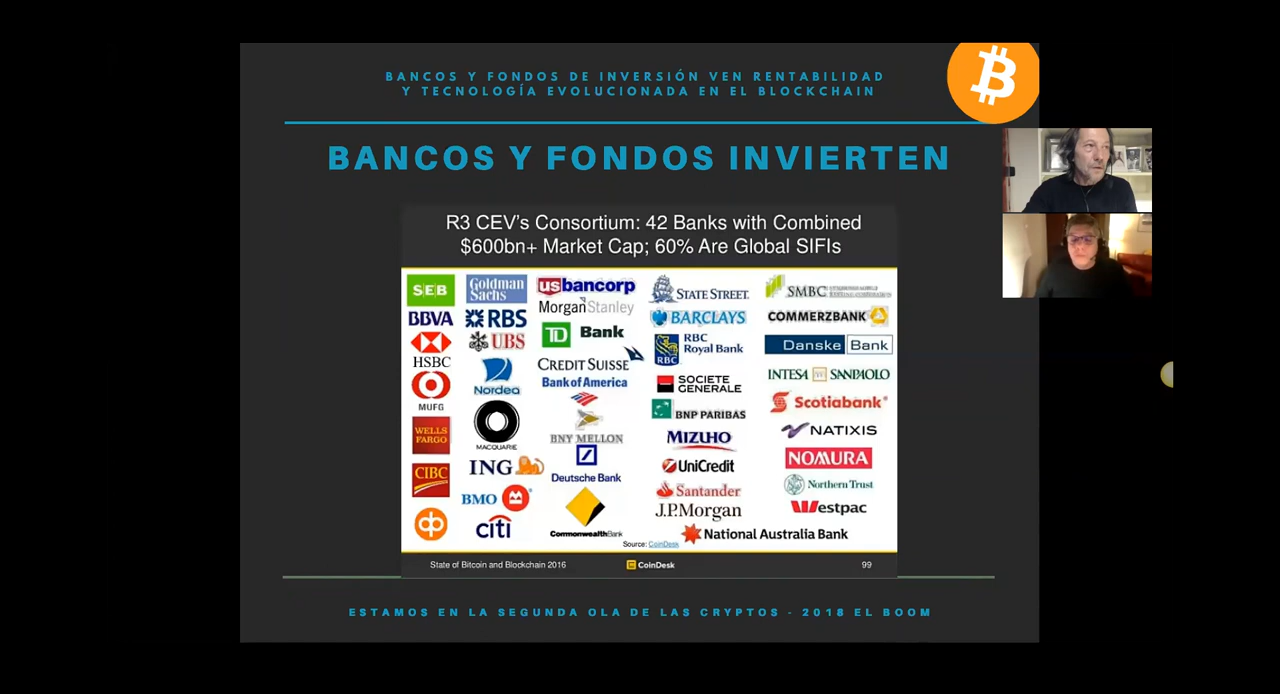 BANCOS Y FONDOS DE INVERSIÓN VEN RENTABILIDAD
Y TECNOLOGÍA EVOLUCIONADA EN EL BLOCKCHAIN
BANCOS Y FONDOS INVIERTEN
R3 CEV's Consortium: 42 Banks with Combined
$600bn+ Market Cap; 60% Are Global SIFIs
SEB
BBVA
HSBC
MUFG
WELLS
FARGO
CIBC
Goldman
Sachs
RBS
UBS
Nordea
MACQUARIE
ING
BMO
citi
usbancorp
Morgan Stanley
TD Bank
CREDIT SUISSE
Bank of America
BNY MELLON
Deutsche Bank
CommonwealthBank
STATE STREET
BARCLAYS
RBC
RBC
Royal Bank
SOCIETE
GENERALE
BNP PARIBAS
MIZUHO
UniCredit
Santander
J.P.Morgan
SMBC
COMMERZBANK
Danske Bank
INTESA SANPAOLO
Scotiabank
NATIXIS
NOMURA
Northern Trust
Westpac
National Australia Bank
Source: CoinDesk
State of Bitcoin and Blockchain 2016
CoinDesk
99
ESTAMOS EN LA SEGUNDA OLA DE LAS CRYPTOS - 2018 EL BOOM